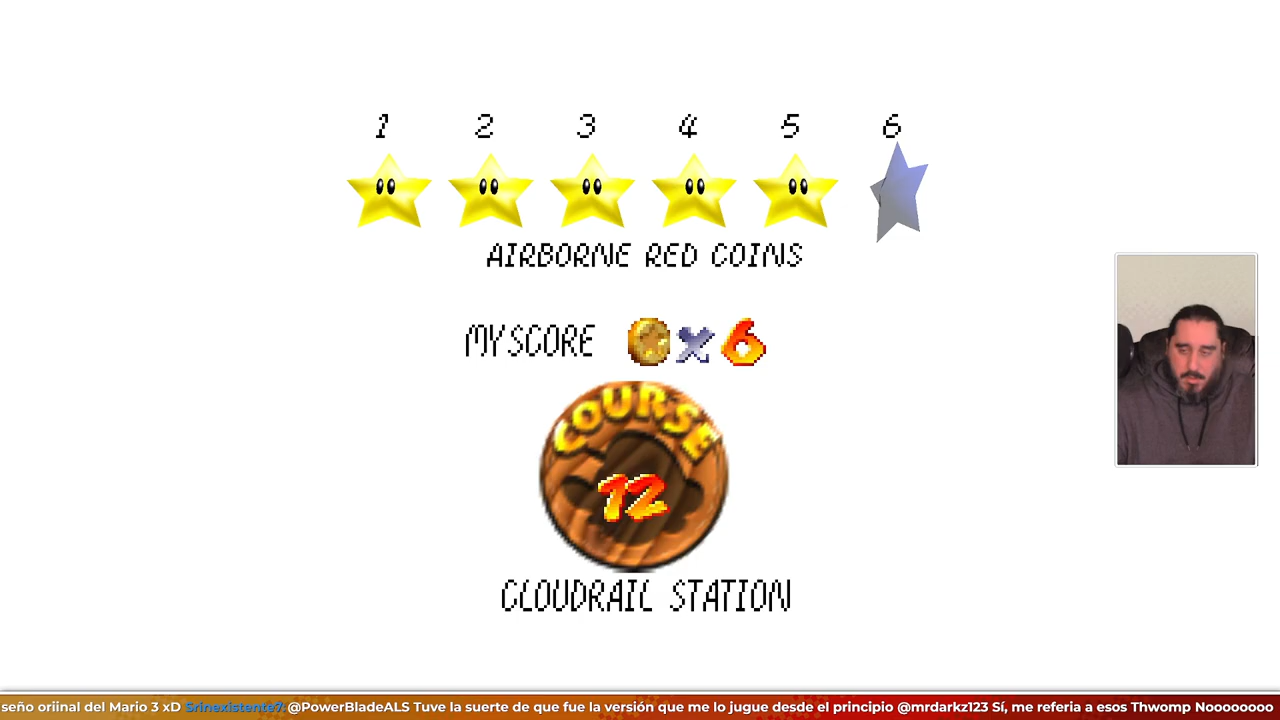 1 2 3 4 5 6
AIRBORNE RED COINS
MY SCORE x 6
COURSE
12
CLOUDRAIL STATION
seño oriinal del Mario 3 xD Srinexistente7: @PowerBladeALS Tuve la suerte de que fue la versión que me lo jugue desde el principio @mrdarkz123 Sí, me referia a esos Thwomp Nooooooo